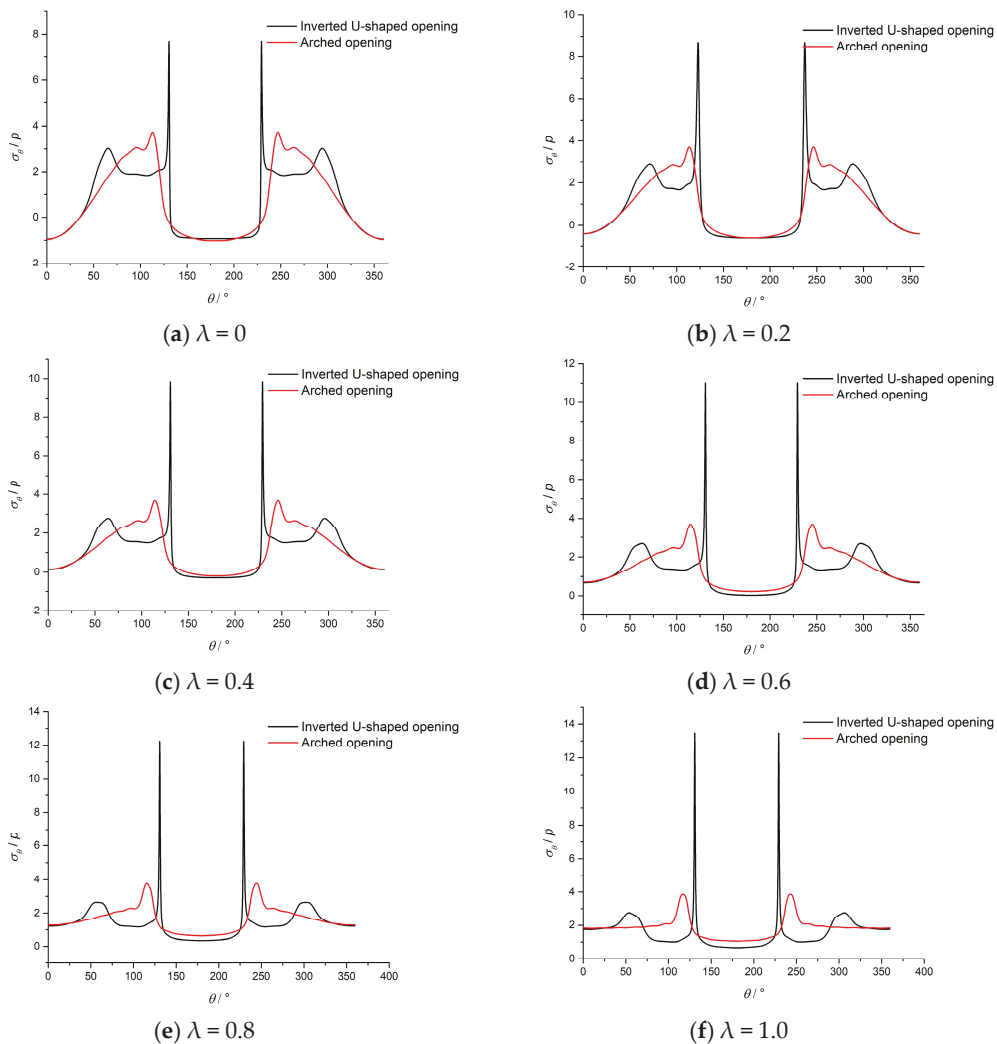 Inverted U-shaped opening
Arched opening
8
6
4
2
0
2
σθ / p
0 50 100 150 200 250 300 350
θ / °
(a) λ = 0
Inverted U-shaped opening
Arched opening
10
8
6
4
2
0
-2
σθ / p
0 50 100 150 200 250 300 350
θ / °
(b) λ = 0.2
Inverted U-shaped opening
Arched opening
10
8
6
4
2
0
2
σθ / p
0 50 100 150 200 250 300 350
θ / °
(c) λ = 0.4
Inverted U-shaped opening
Arched opening
12
10
8
6
4
2
0
σθ / p
0 50 100 150 200 250 300 350
θ / °
(d) λ = 0.6
Inverted U-shaped opening
Arched opening
14
12
10
8
6
4
2
0
σθ / p
0 50 100 150 200 250 300 350 400
θ / °
(e) λ = 0.8
Inverted U-shaped opening
Arched opening
14
12
10
8
6
4
2
0
σθ / p
0 50 100 150 200 250 300 350 400
θ / °
(f) λ = 1.0